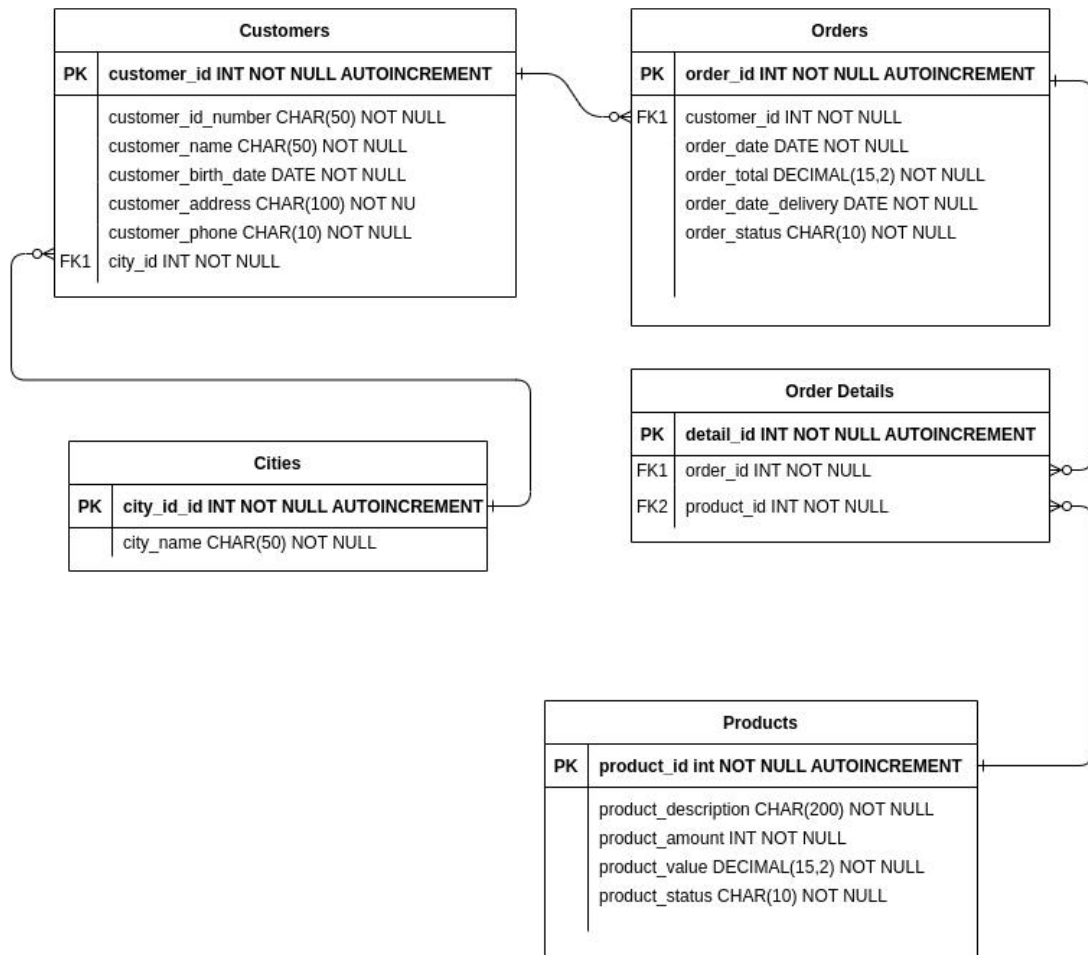 Customers
PK customer_id INT NOT NULL AUTOINCREMENT
customer_id_number CHAR(50) NOT NULL
customer_name CHAR(50) NOT NULL
customer_birth_date DATE NOT NULL
customer_address CHAR(100) NOT NU
customer_phone CHAR(10) NOT NULL
FK1 city_id INT NOT NULL
Orders
PK order_id INT NOT NULL AUTOINCREMENT
FK1 customer_id INT NOT NULL
order_date DATE NOT NULL
order_total DECIMAL(15,2) NOT NULL
order_date_delivery DATE NOT NULL
order_status CHAR(10) NOT NULL
Order Details
PK detail_id INT NOT NULL AUTOINCREMENT
FK1 order_id INT NOT NULL
FK2 product_id INT NOT NULL
Cities
PK city_id_id INT NOT NULL AUTOINCREMENT
city_name CHAR(50) NOT NULL
Products
PK product_id int NOT NULL AUTOINCREMENT
product_description CHAR(200) NOT NULL
product_amount INT NOT NULL
product_value DECIMAL(15,2) NOT NULL
product_status CHAR(10) NOT NULL